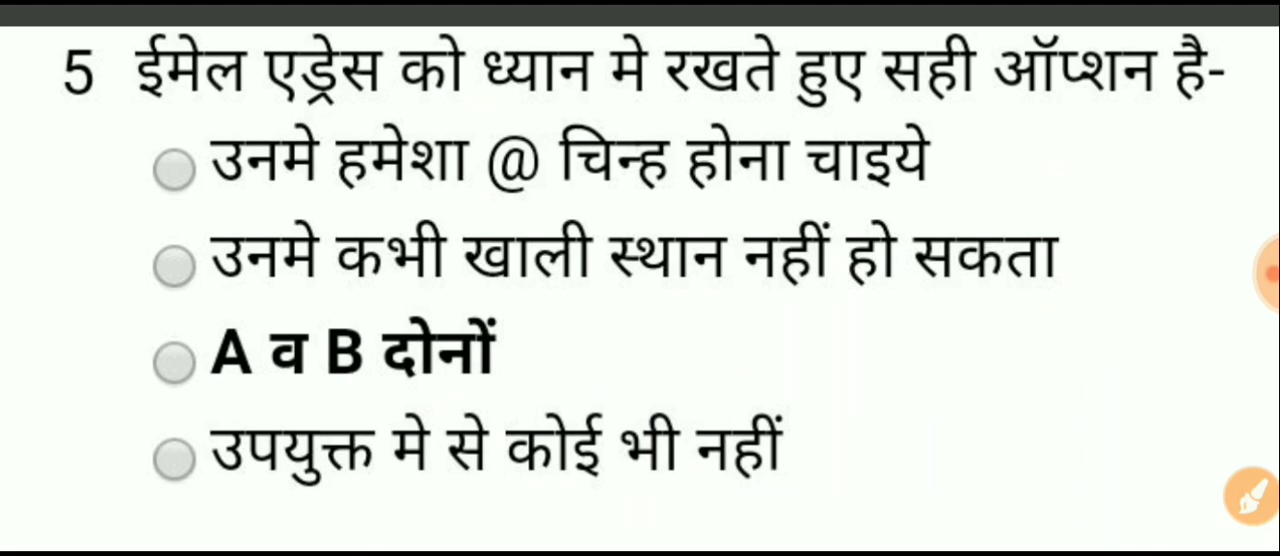 5 ईमेल एड्रेस को ध्यान मे रखते हुए सही ऑप्शन है-
उनमे हमेशा @ चिन्ह होना चाइये
उनमे कभी खाली स्थान नहीं हो सकता
A व B दोनों
उपयुक्त मे से कोई भी नहीं